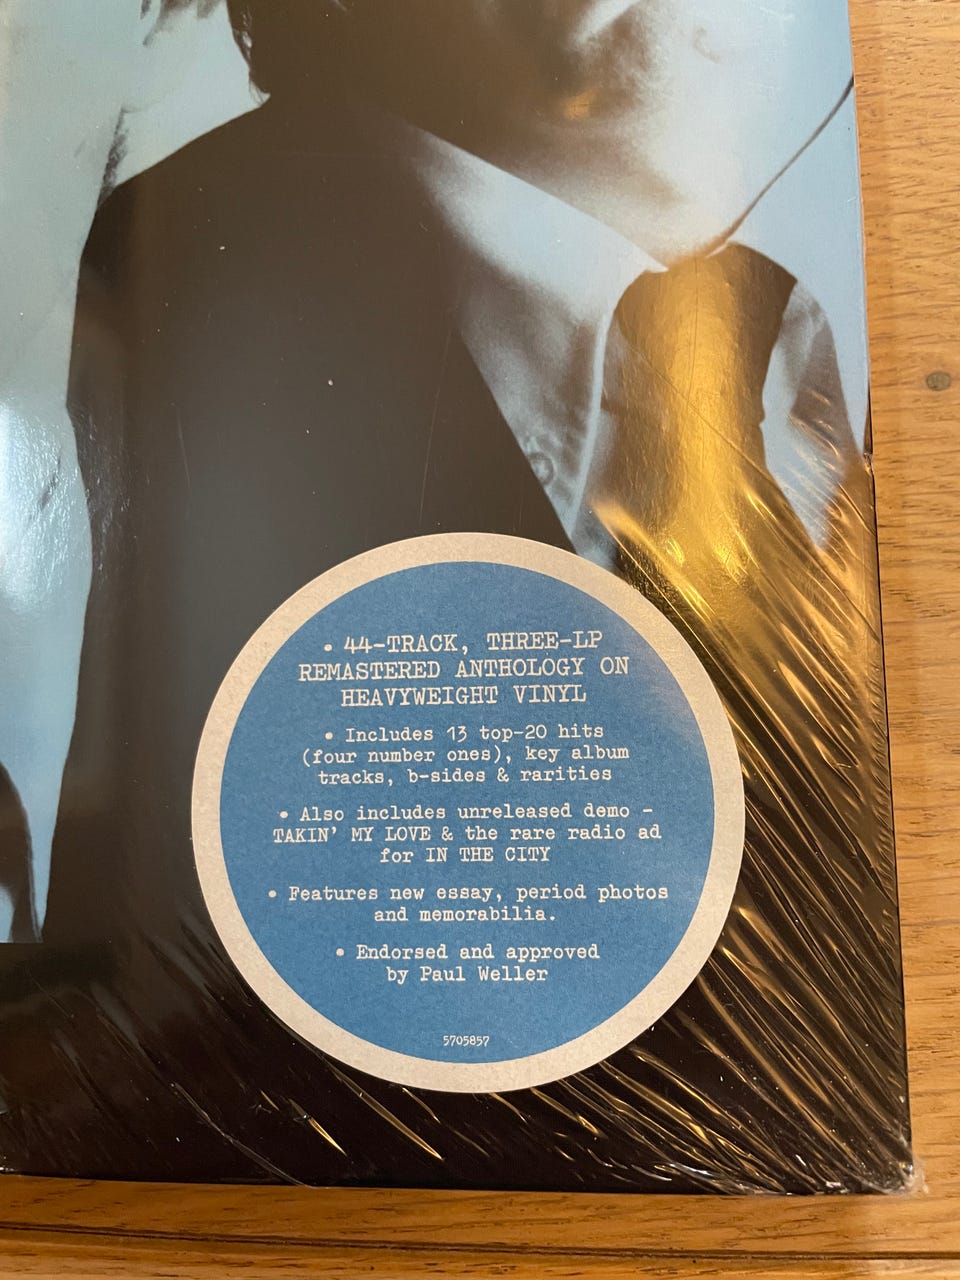 • 44-TRACK, THREE-LP
REMASTERED ANTHOLOGY ON
HEAVYWEIGHT VINYL
• Includes 13 top-20 hits
(four number ones), key album
tracks, b-sides & rarities
• Also includes unreleased demo -
TAKIN' MY LOVE & the rare radio ad
for IN THE CITY
• Features new essay, period photos
and memorabilia.
• Endorsed and approved
by Paul Weller
5705857